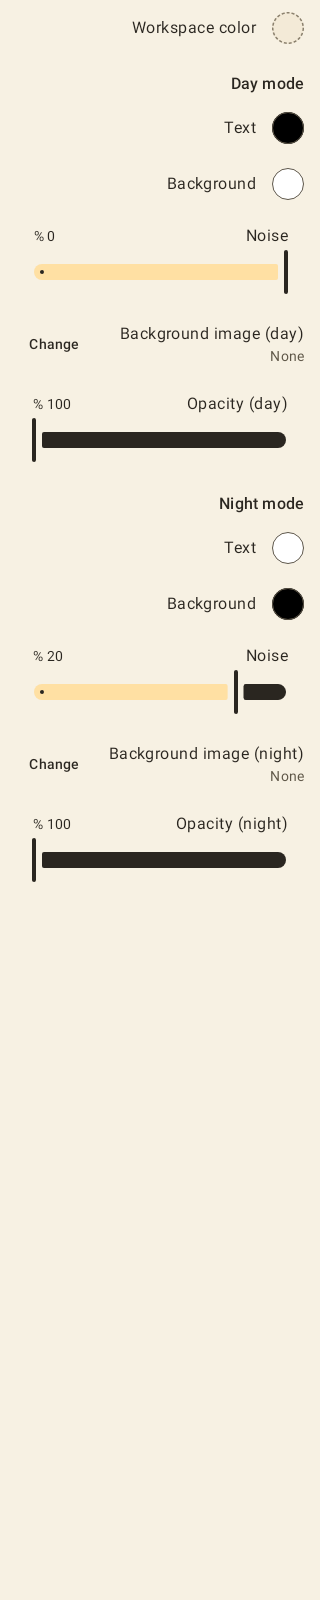 Workspace color
Day mode
Text
Background
Noise
% 0
Background image (day)
None
Change
Opacity (day)
% 100
Night mode
Text
Background
Noise
% 20
Background image (night)
None
Change
Opacity (night)
% 100